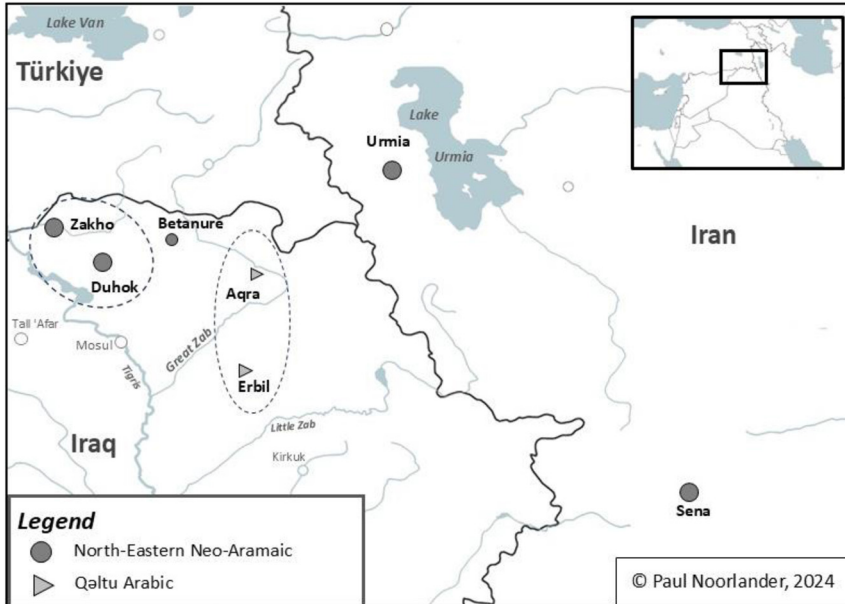 Lake Van
Türkiye
Lake
Urmia
Urmia
Iran
Zakho
Betanure
Duhok
Aqra
Tall 'Afar
Mosul
Great Zab
Tigris
Erbil
Iraq
Little Zab
Kirkuk
Sena
Legend
North-Eastern Neo-Aramaic
Qəltu Arabic
© Paul Noorlander, 2024